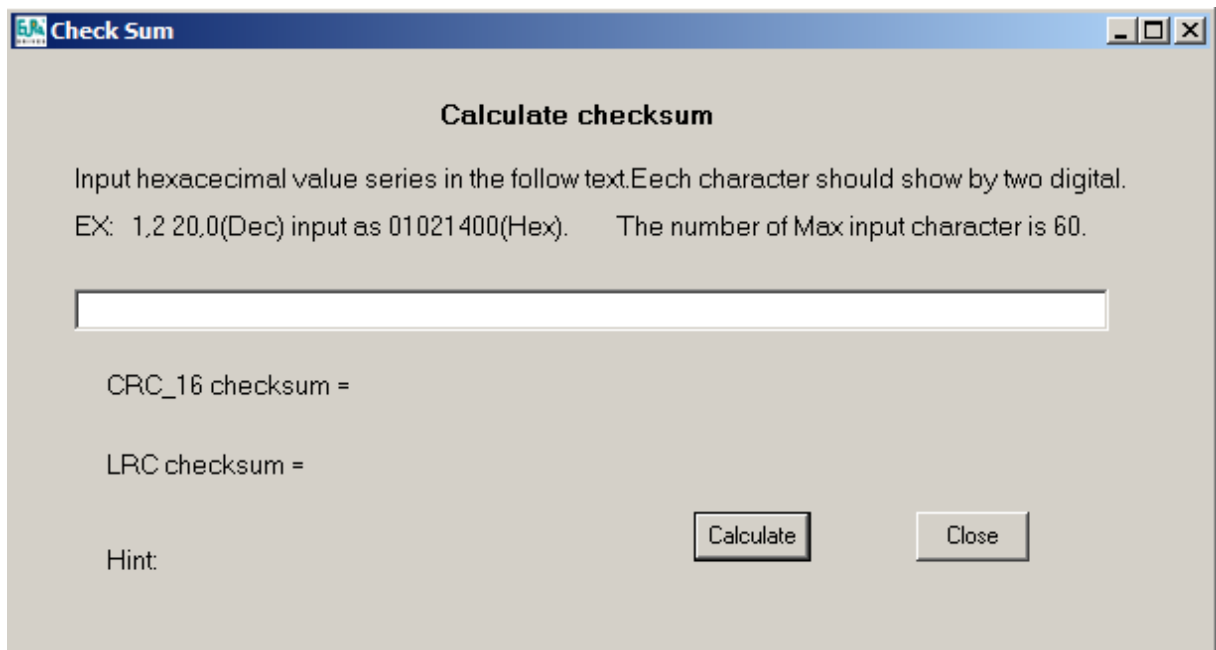 EURA
DRIVES
Check Sum
Calculate checksum
Input hexacecimal value series in the follow text.Eech character should show by two digital.
EX: 1,2 20,0(Dec) input as 01021400(Hex). The number of Max input character is 60.
CRC_16 checksum =
LRC checksum =
Calculate Close
Hint: